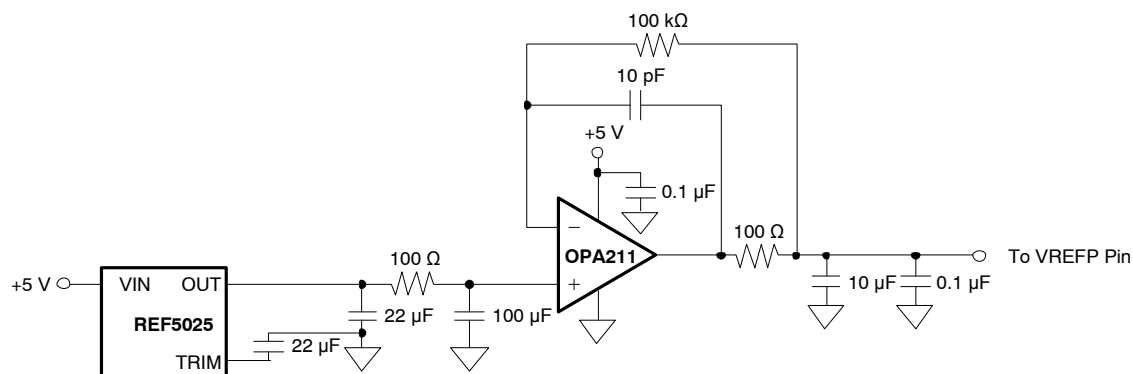 100 kΩ
10 pF
+5 V
0.1 µF
−
OPA211
+
100 Ω
To VREFP Pin
10 µF
0.1 µF
100 Ω
+5 V
VIN
OUT
REF5025
TRIM
22 µF
22 µF
100 µF